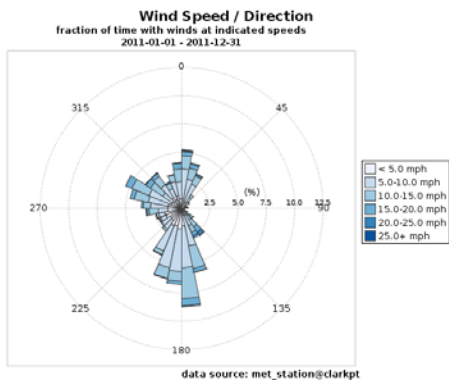 Wind Speed / Direction
fraction of time with winds at indicated speeds
2011-01-01 - 2011-12-31
0
315
45
(%)
270
2.5
5.0
7.5
10.0
12.5
90
225
135
180
< 5.0 mph
5.0-10.0 mph
10.0-15.0 mph
15.0-20.0 mph
20.0-25.0 mph
25.0+ mph
data source: met_station@clarkpt